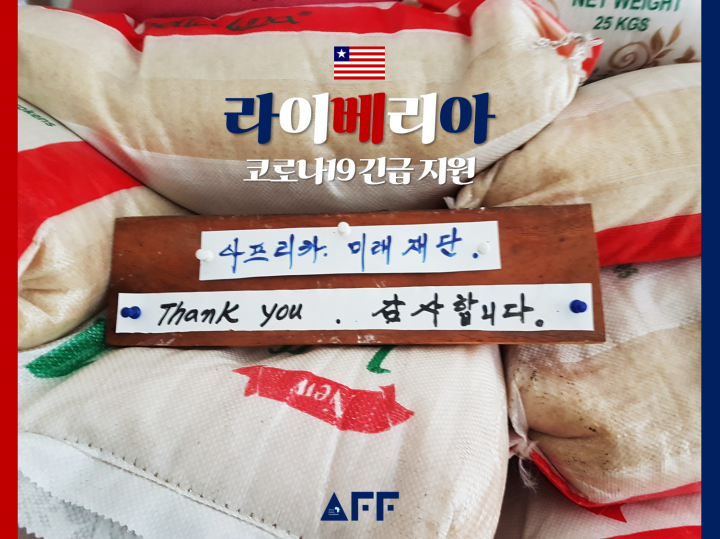 NET WEIGHT
25 KGS
라이베리아
코로나19 긴급 지원
아프리카. 미래 재단.
Thank you. 감사합니다.
New
AFF